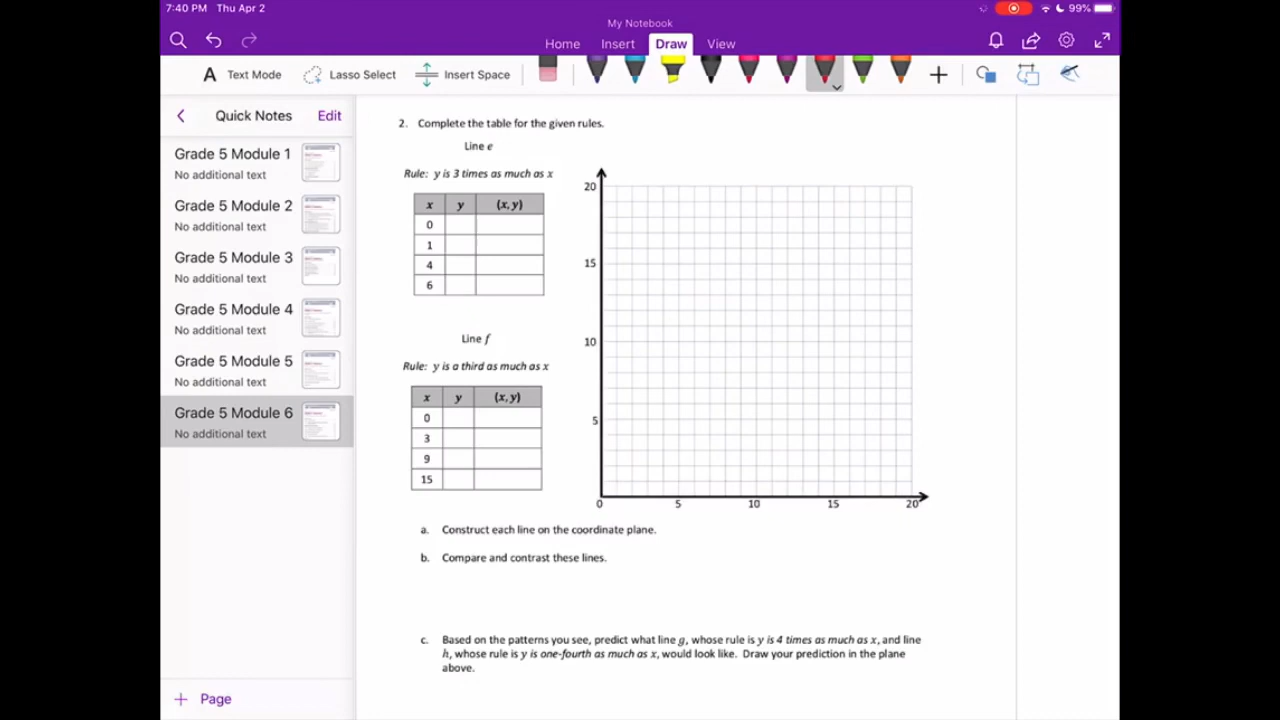 7:40 PM Thu Apr 2
99%
My Notebook
Home Insert Draw View
A Text Mode Lasso Select Insert Space
Quick Notes Edit
Grade 5 Module 1
No additional text
Grade 5 Module 2
No additional text
Grade 5 Module 3
No additional text
Grade 5 Module 4
No additional text
Grade 5 Module 5
No additional text
Grade 5 Module 6
No additional text
+ Page
2. Complete the table for the given rules.
Line e
Rule: y is 3 times as much as x
x y (x, y)
0
1
4
6
Line f
Rule: y is a third as much as x
x y (x, y)
0
3
9
15
20
15
10
5
0 5 10 15 20
a. Construct each line on the coordinate plane.
b. Compare and contrast these lines.
c. Based on the patterns you see, predict what line g, whose rule is y is 4 times as much as x, and line
h, whose rule is y is one-fourth as much as x, would look like. Draw your prediction in the plane
above.